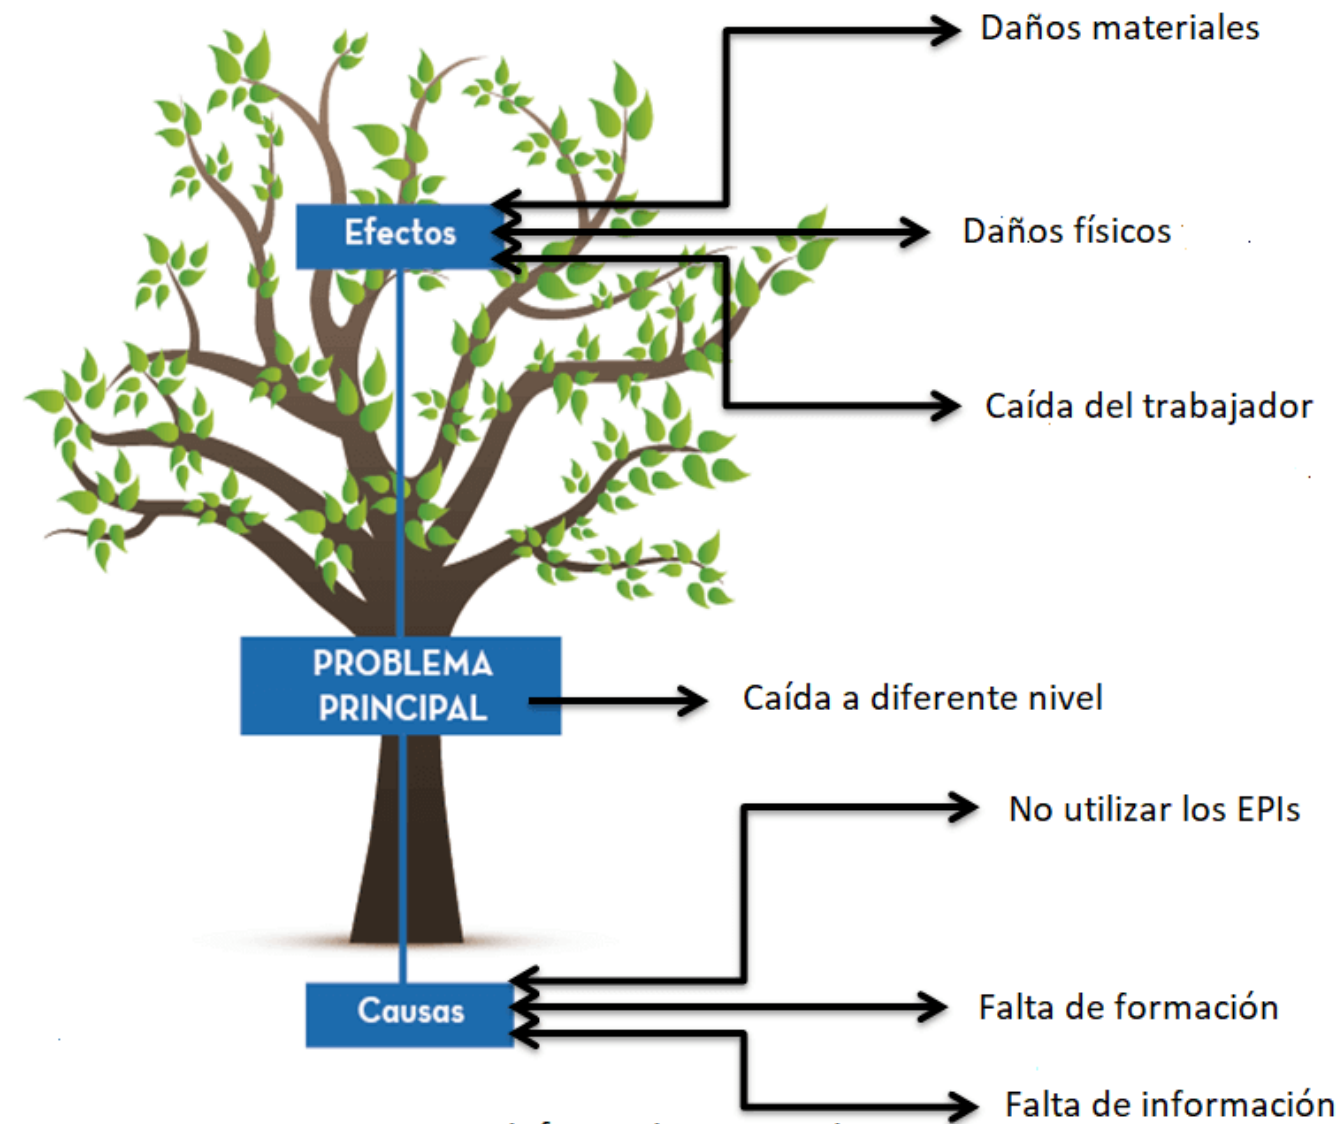 Daños materiales
Efectos
Daños físicos
Caída del trabajador
PROBLEMA
PRINCIPAL
Caída a diferente nivel
No utilizar los EPIs
Causas
Falta de formación
Falta de información